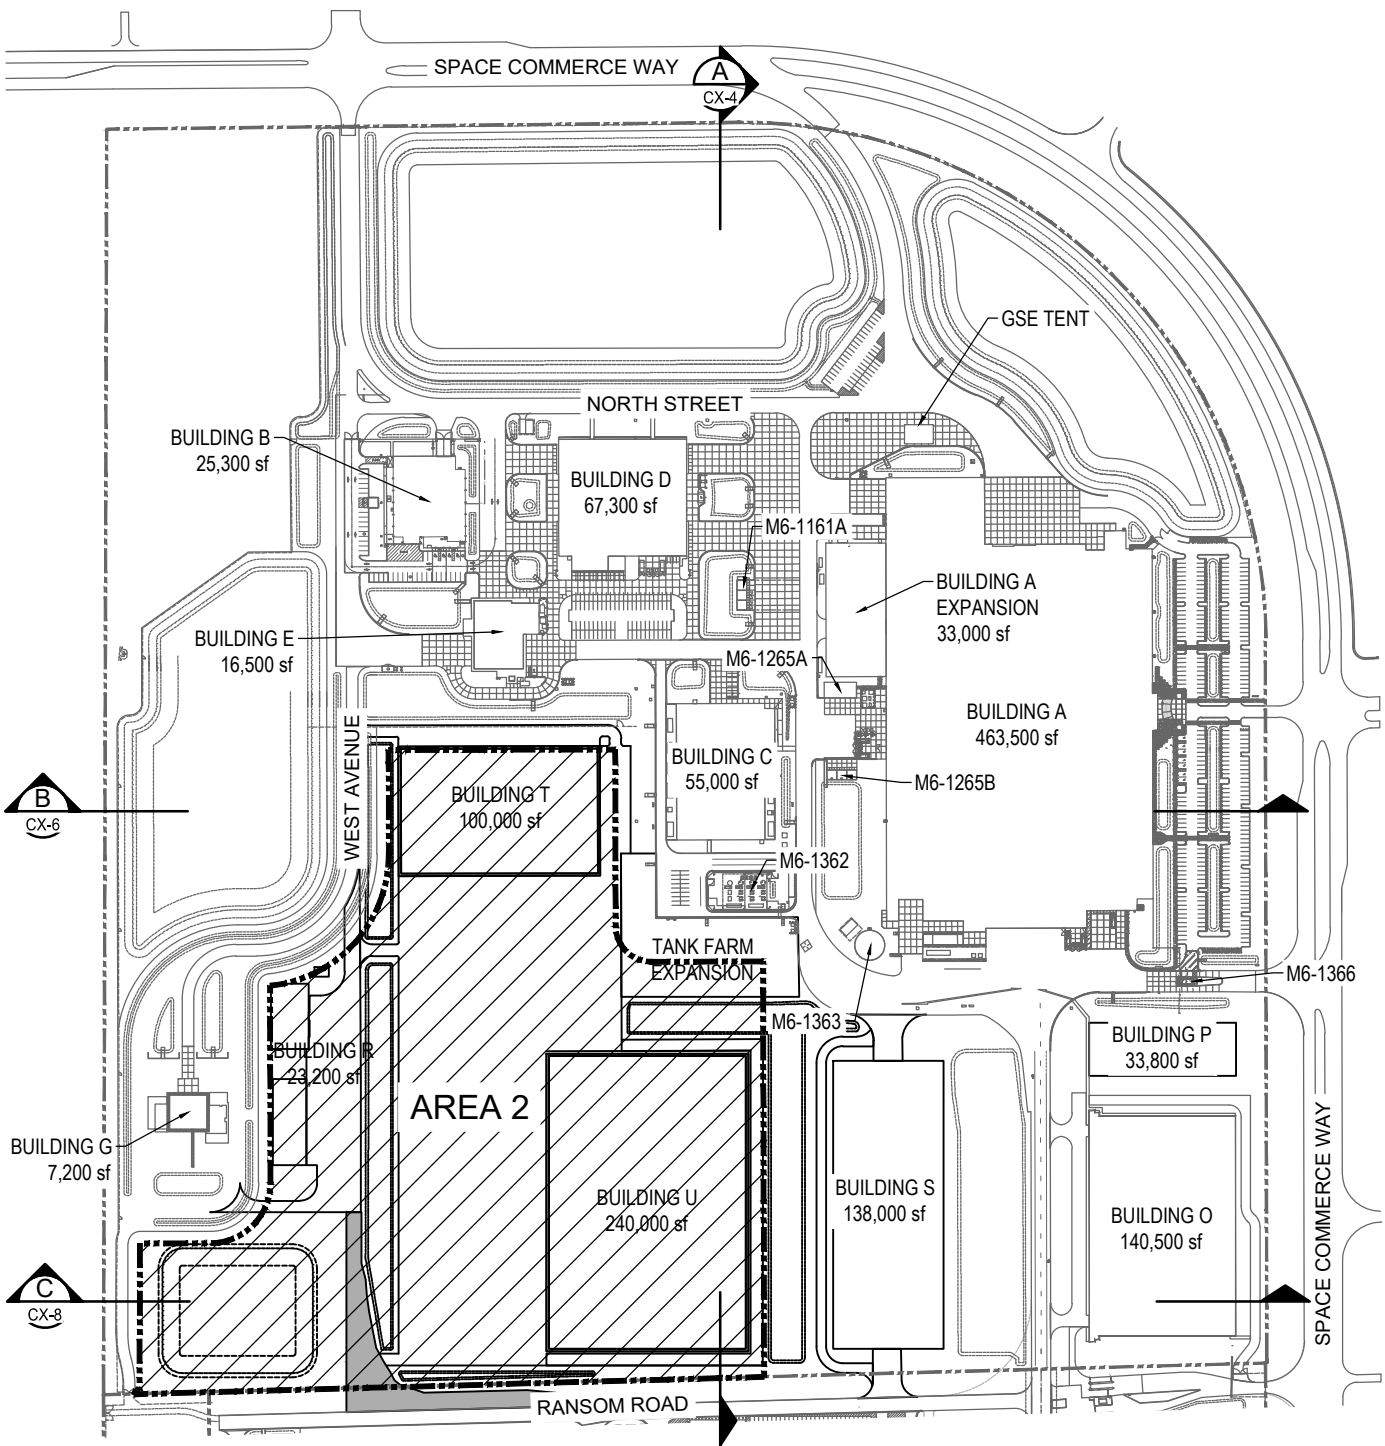 SPACE COMMERCE WAY
A
CX-4
GSE TENT
NORTH STREET
BUILDING B
25,300 sf
BUILDING D
67,300 sf
M6-1161A
BUILDING A
EXPANSION
33,000 sf
BUILDING E
16,500 sf
M6-1265A
BUILDING A
463,500 sf
WEST AVENUE
BUILDING C
55,000 sf
M6-1265B
BUILDING T
100,000 sf
B
CX-6
M6-1362
TANK FARM
EXPANSION
M6-1366
M6-1363
BUILDING P
33,800 sf
BUILDING R
23,200 sf
AREA 2
BUILDING G
7,200 sf
BUILDING U
240,000 sf
BUILDING S
138,000 sf
BUILDING O
140,500 sf
SPACE COMMERCE WAY
C
CX-8
RANSOM ROAD